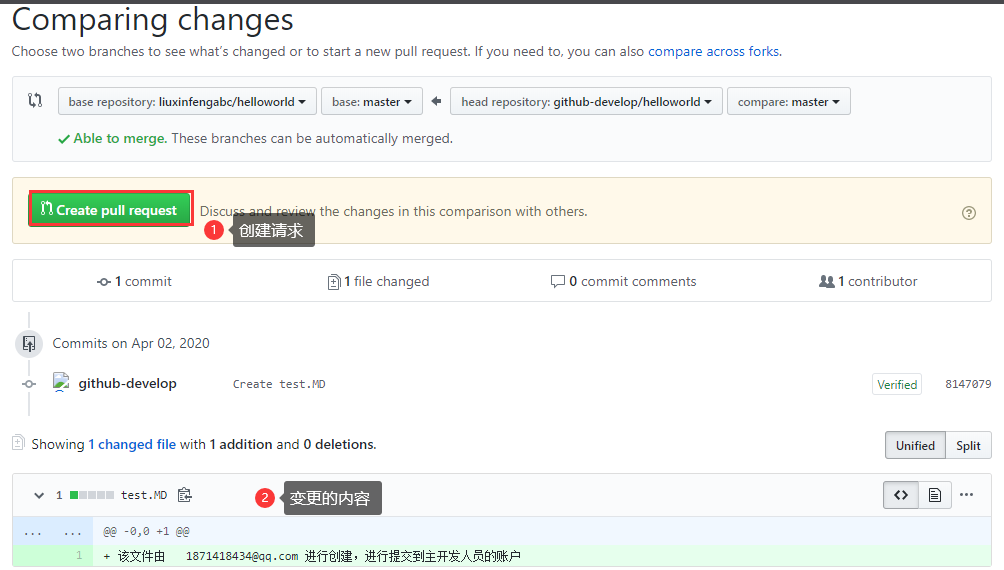 Comparing changes
Choose two branches to see what's changed or to start a new pull request. If you need to, you can also compare across forks.
base repository: liuxinfengabc/helloworld base: master head repository: github-develop/helloworld compare: master
Able to merge. These branches can be automatically merged.
Create pull request Discuss and review the changes in this comparison with others.
1 创建请求
1 commit 1 file changed 0 commit comments 1 contributor
Commits on Apr 02, 2020
github-develop Create test.MD Verified 8147079
Showing 1 changed file with 1 addition and 0 deletions. Unified Split
1 test.MD 2 变更的内容
... ... @@ -0,0 +1 @@
1 + 该文件由 1871418434@qq.com 进行创建，进行提交到主开发人员的账户